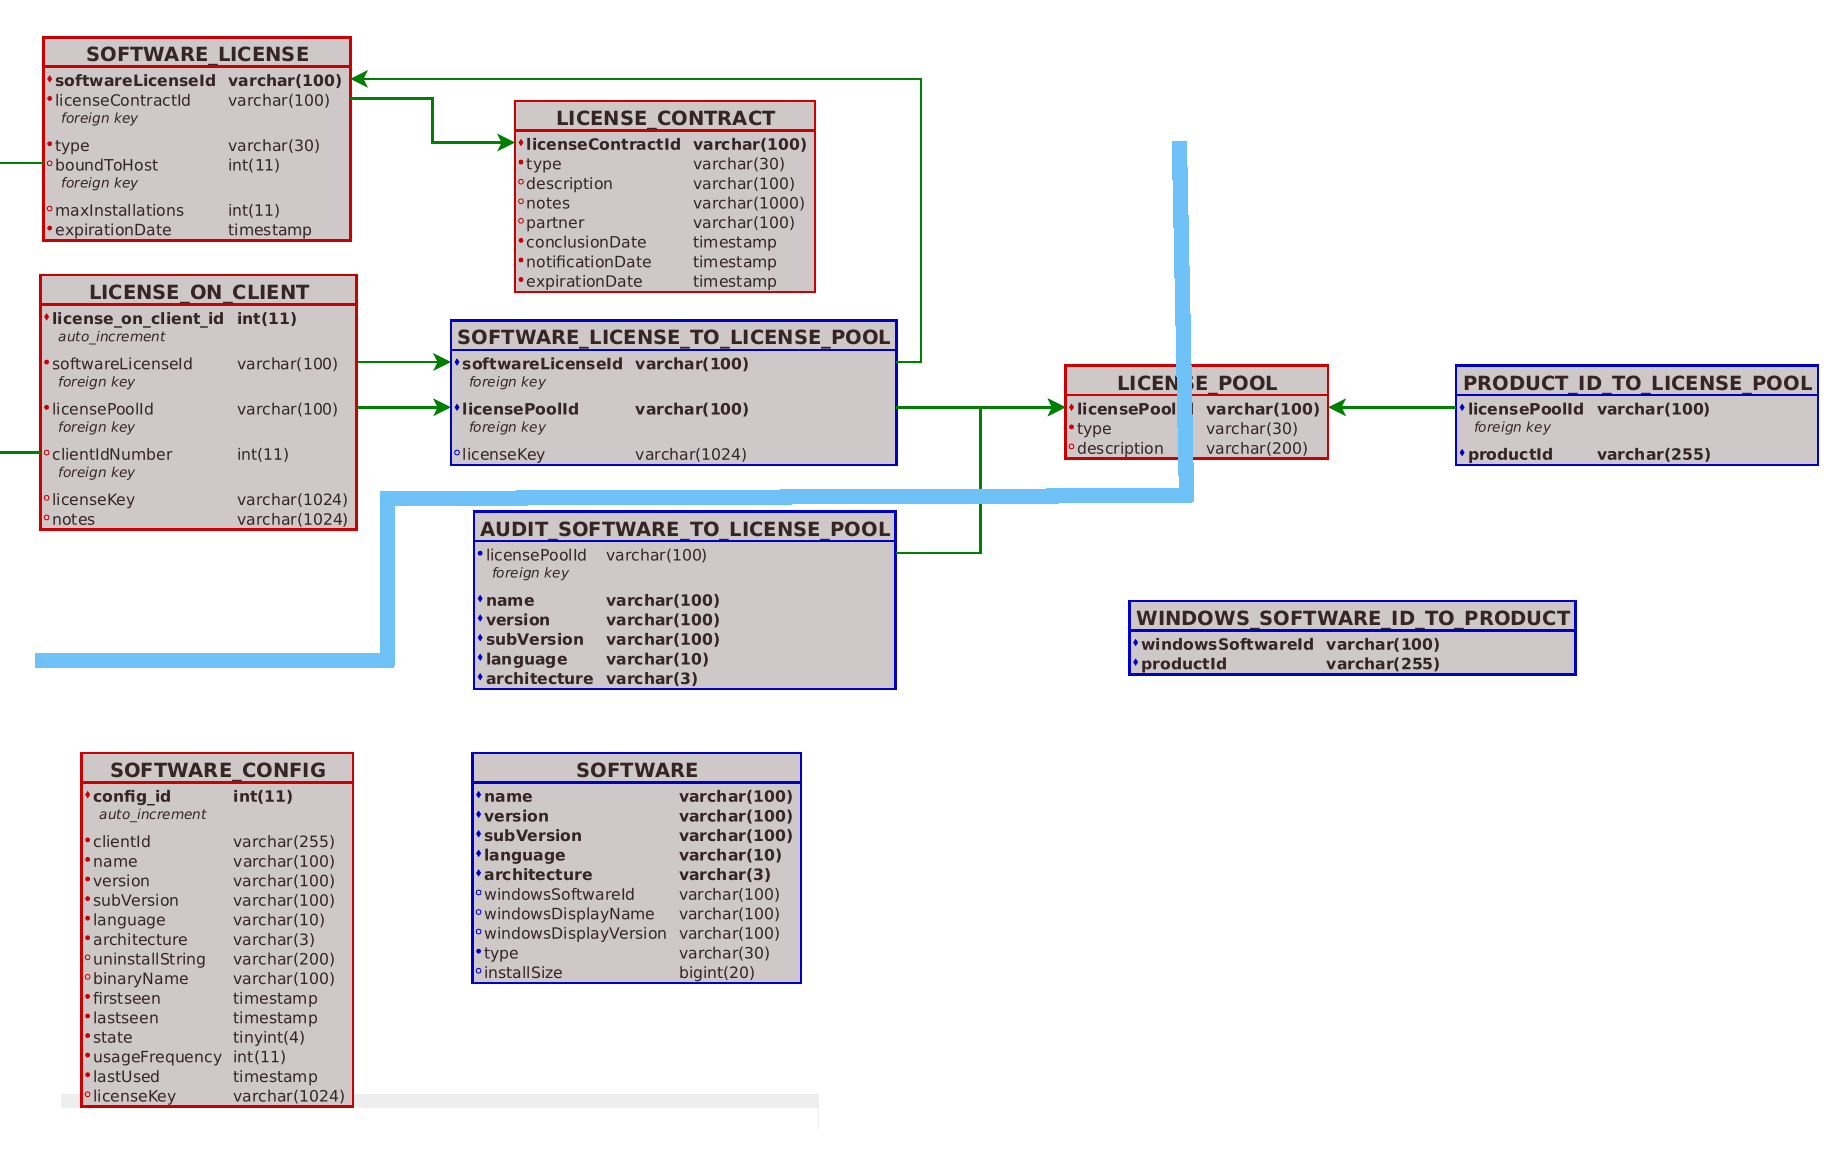 SOFTWARE_LICENSE
softwareLicenseId varchar(100)
licenseContractId varchar(100)
foreign key
type varchar(30)
boundToHost int(11)
foreign key
maxInstallations int(11)
expirationDate timestamp
LICENSE_CONTRACT
licenseContractId varchar(100)
type varchar(30)
description varchar(100)
notes varchar(1000)
partner varchar(100)
conclusionDate timestamp
notificationDate timestamp
expirationDate timestamp
LICENSE_ON_CLIENT
license_on_client_id int(11)
auto_increment
softwareLicenseId varchar(100)
foreign key
licensePoolId varchar(100)
foreign key
clientIdNumber int(11)
foreign key
licenseKey varchar(1024)
notes varchar(1024)
SOFTWARE_LICENSE_TO_LICENSE_POOL
softwareLicenseId varchar(100)
foreign key
licensePoolId varchar(100)
foreign key
licenseKey varchar(1024)
LICENSE_POOL
licensePoolId varchar(100)
type varchar(30)
description varchar(200)
PRODUCT_ID_TO_LICENSE_POOL
licensePoolId varchar(100)
foreign key
productId varchar(255)
AUDIT_SOFTWARE_TO_LICENSE_POOL
licensePoolId varchar(100)
foreign key
name varchar(100)
version varchar(100)
subVersion varchar(100)
language varchar(10)
architecture varchar(3)
WINDOWS_SOFTWARE_ID_TO_PRODUCT
windowsSoftwareId varchar(100)
productId varchar(255)
SOFTWARE_CONFIG
config_id int(11)
auto_increment
clientId varchar(255)
name varchar(100)
version varchar(100)
subVersion varchar(100)
language varchar(10)
architecture varchar(3)
uninstallString varchar(200)
binaryName varchar(100)
firstseen timestamp
lastseen timestamp
state tinyint(4)
usageFrequency int(11)
lastUsed timestamp
licenseKey varchar(1024)
SOFTWARE
name varchar(100)
version varchar(100)
subVersion varchar(100)
language varchar(10)
architecture varchar(3)
windowsSoftwareId varchar(100)
windowsDisplayName varchar(100)
windowsDisplayVersion varchar(100)
type varchar(30)
installSize bigint(20)